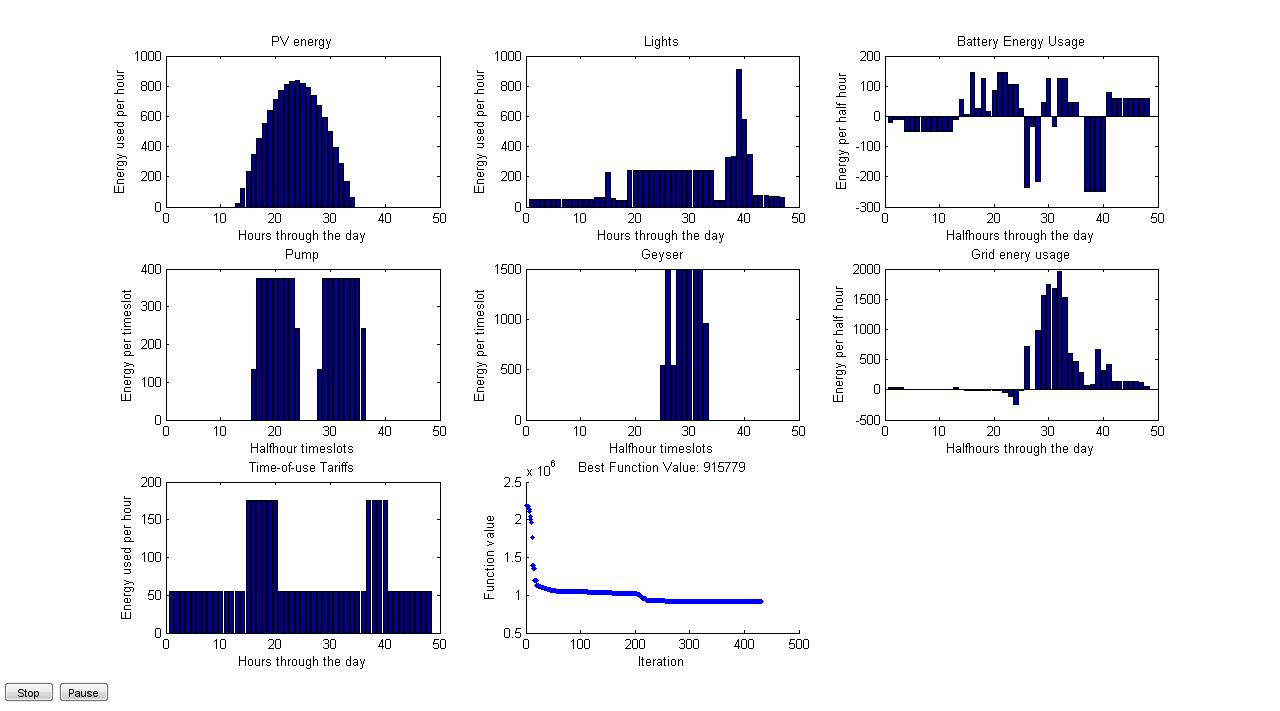 PV energy
Energy used per hour
1000
800
600
400
200
0
0 10 20 30 40 50
Hours through the day
Lights
Energy used per hour
1000
800
600
400
200
0
0 10 20 30 40 50
Hours through the day
Battery Energy Usage
Energy per half hour
200
100
0
-100
-200
-300
0 10 20 30 40 50
Halfhours through the day
Pump
Energy per timeslot
400
300
200
100
0
0 10 20 30 40 50
Halfhour timeslots
Geyser
Energy per timeslot
1500
1000
500
0
0 10 20 30 40 50
Halfhour timeslots
Grid enery usage
Energy per half hour
2000
1500
1000
500
0
-500
0 10 20 30 40 50
Halfhours through the day
Time-of-use Tariffs
Energy used per hour
200
150
100
50
0
0 10 20 30 40 50
Hours through the day
x 10^6
Best Function Value: 915779
Function value
2.5
2
1.5
1
0.5
0 100 200 300 400 500
Iteration
Stop
Pause